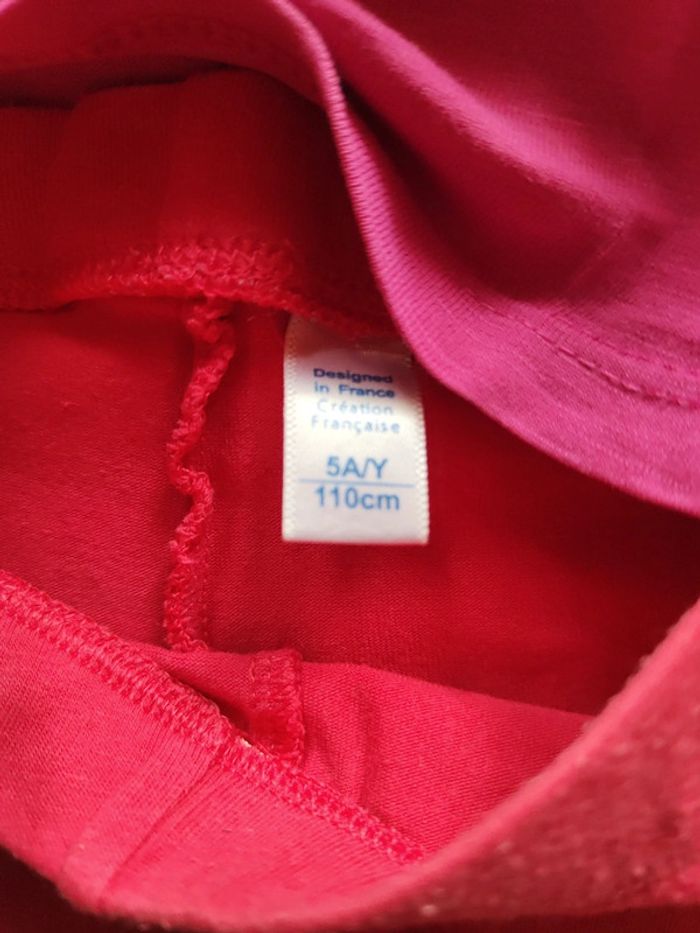 Designed
in France
Création
Française
5A/Y
110cm